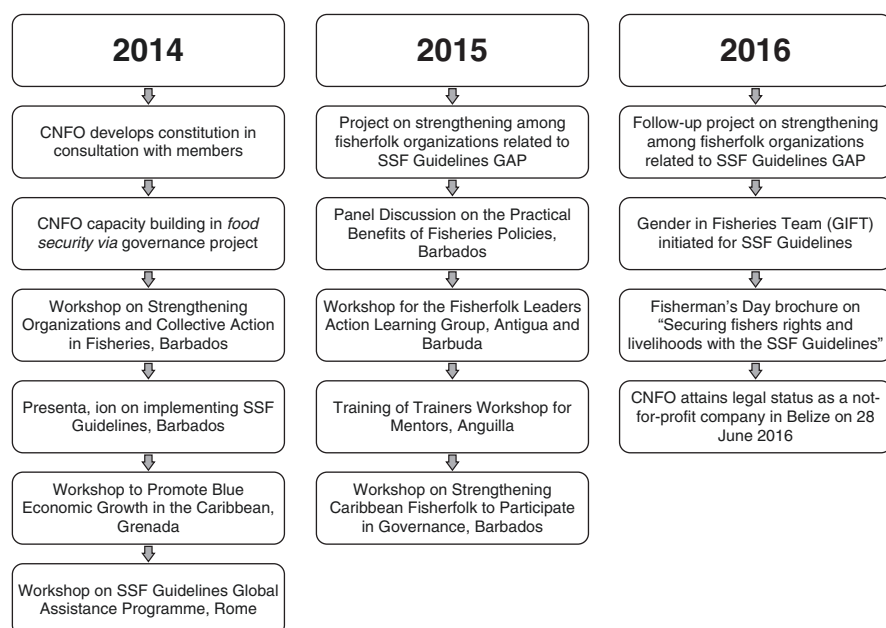 2014
CNFO develops constitution in
consultation with members
CNFO capacity building in food
security via governance project
Workshop on Strengthening
Organizations and Collective Action
in Fisheries, Barbados
Presenta, ion on implementing SSF
Guidelines, Barbados
Workshop to Promote Blue
Economic Growth in the Caribbean,
Grenada
Workshop on SSF Guidelines Global
Assistance Programme, Rome
2015
Project on strengthening among
fisherfolk organizations related to
SSF Guidelines GAP
Panel Discussion on the Practical
Benefits of Fisheries Policies,
Barbados
Workshop for the Fisherfolk Leaders
Action Learning Group, Antigua and
Barbuda
Training of Trainers Workshop for
Mentors, Anguilla
Workshop on Strengthening
Caribbean Fisherfolk to Participate
in Governance, Barbados
2016
Follow-up project on strengthening
among fisherfolk organizations
related to SSF Guidelines GAP
Gender in Fisheries Team (GIFT)
initiated for SSF Guidelines
Fisherman’s Day brochure on
“Securing fishers rights and
livelihoods with the SSF Guidelines”
CNFO attains legal status as a not-
for-profit company in Belize on 28
June 2016